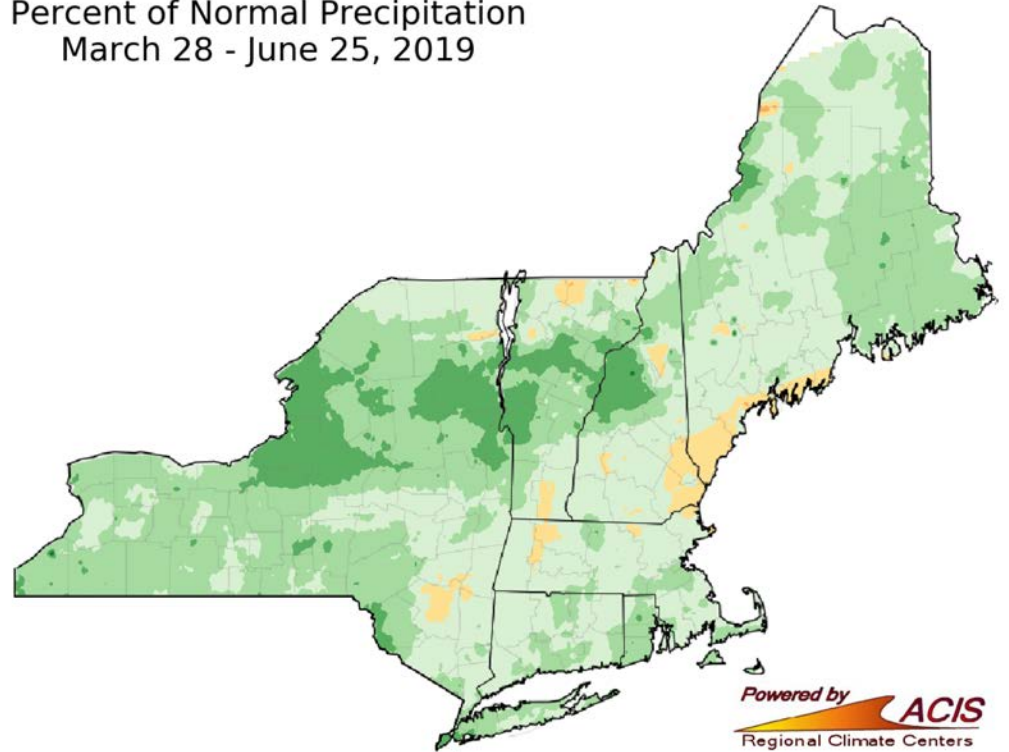 Percent of Normal Precipitation
March 28 - June 25, 2019
Powered by
ACIS
Regional Climate Centers